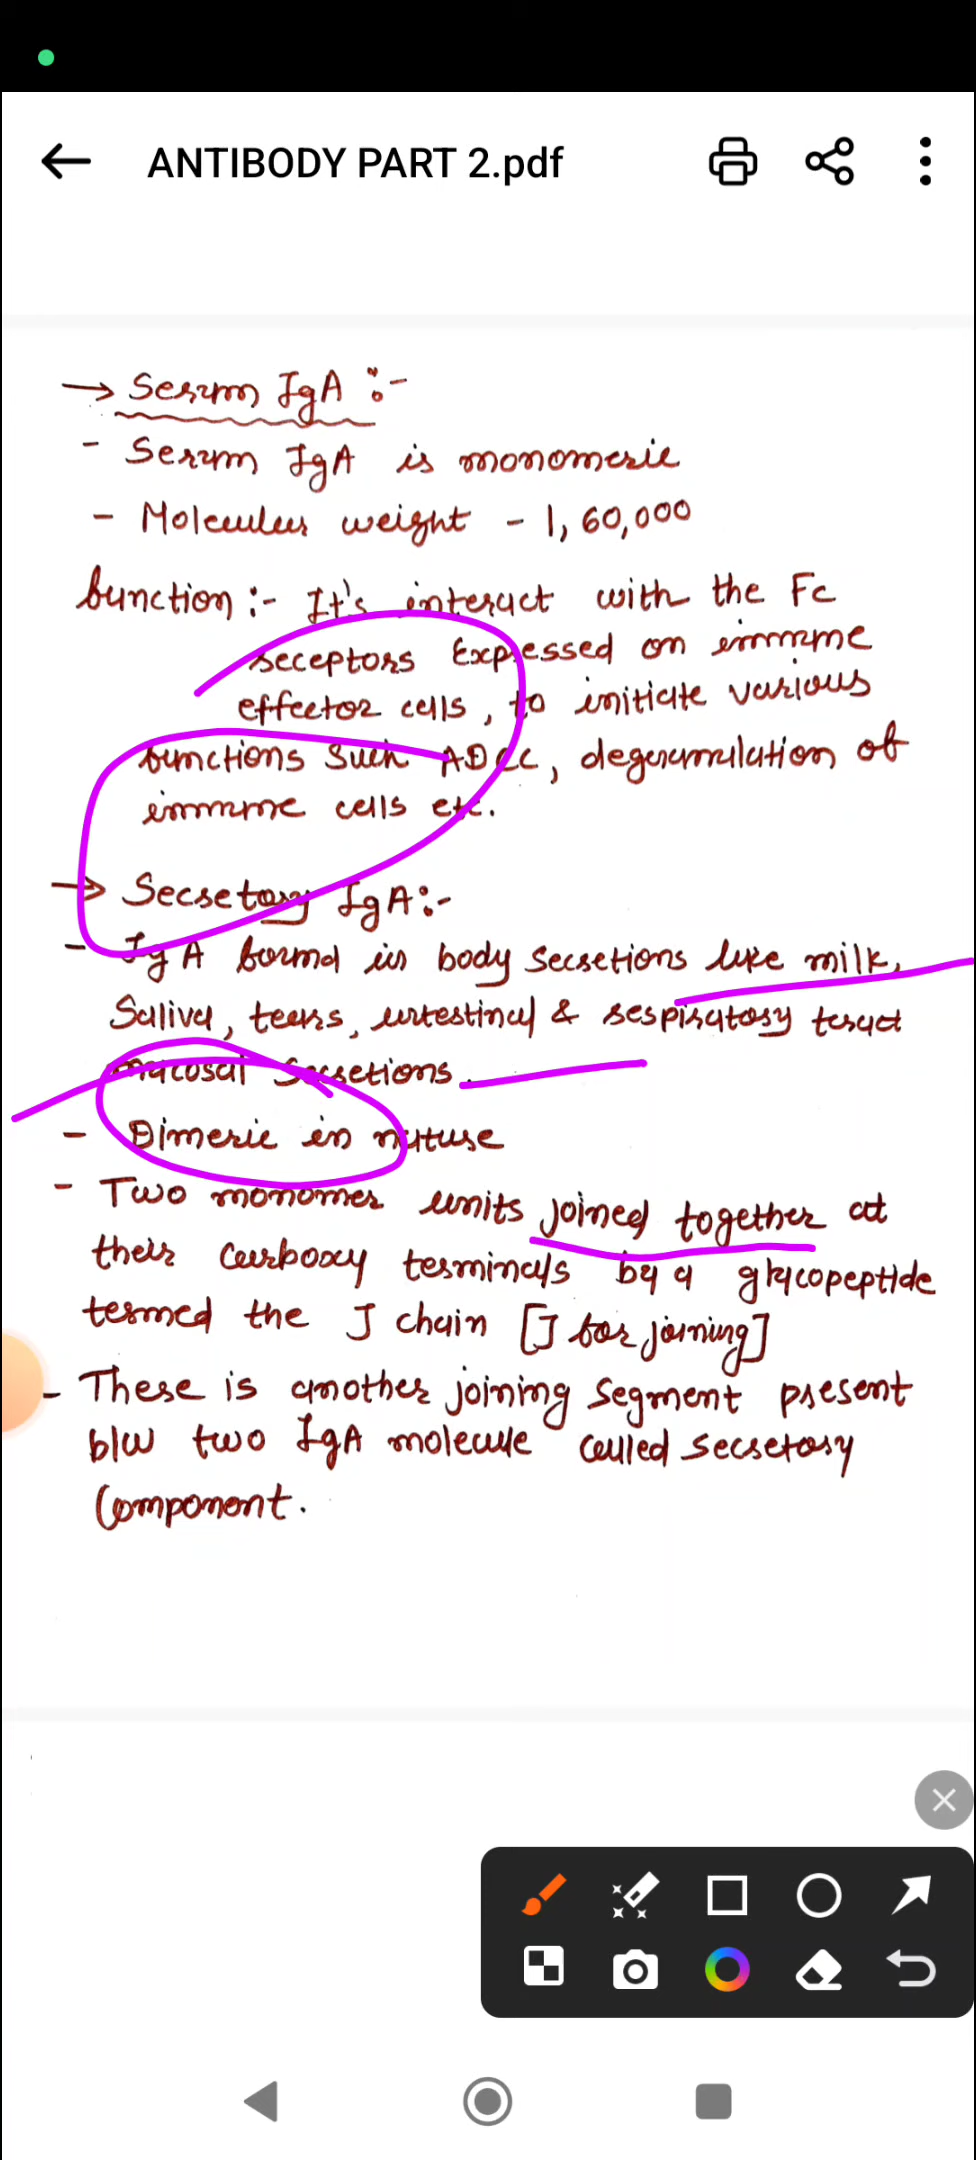 ANTIBODY PART 2.pdf
→ Serum IgA :-
- Serum IgA is monomeric
- Molecular weight - 1,60,000
function :- It's interact with the Fc
receptors Expressed on immune
effector cells, to initiate various
functions such ADCC, degranulation of
immune cells etc.
→ Secretory IgA:-
- IgA found in body secretions like milk,
Saliva, tears, intestinal & respiratory tract
mucosal secretions.
- Dimeric in nature
- Two monomer units joined together at
their carboxy terminals by a glycopeptide
termed the J chain [J for joining]
- There is another joining segment present
b/w two IgA molecule called secretory
Component.